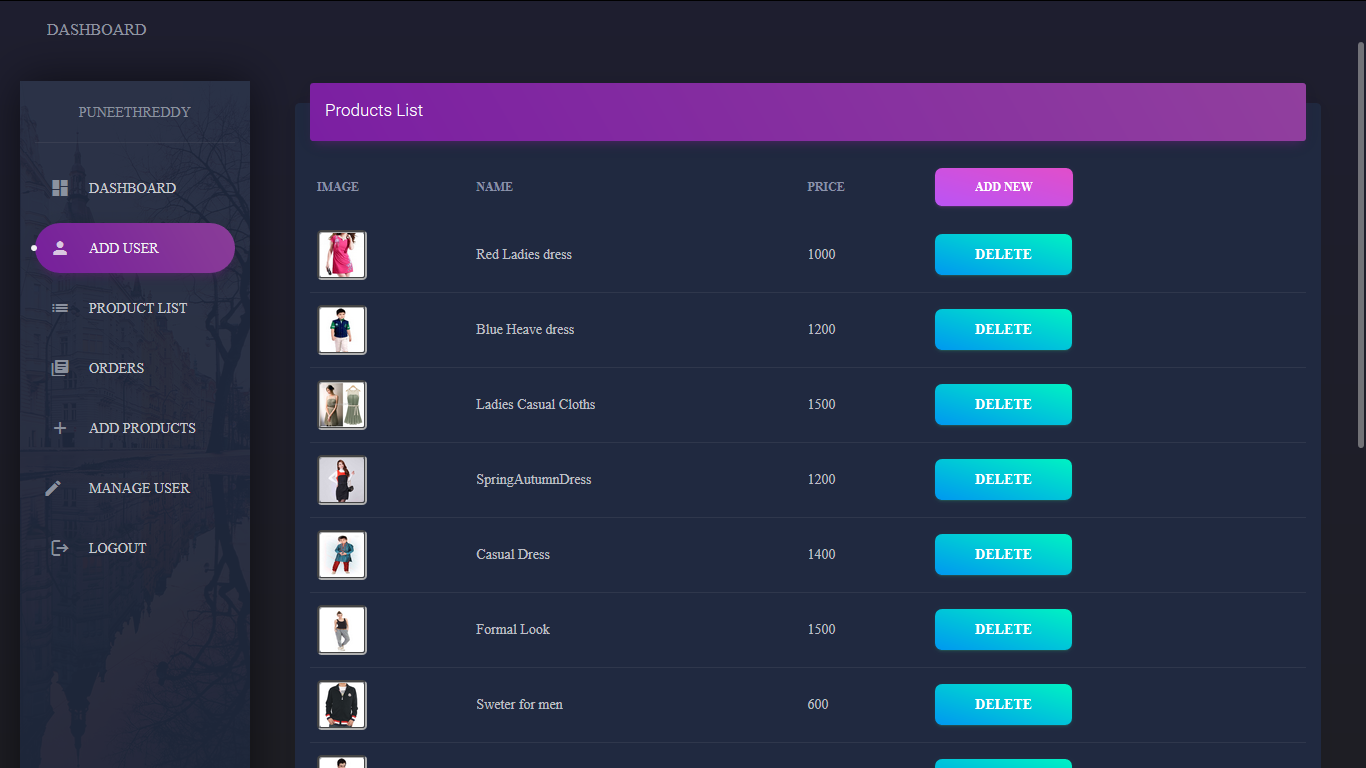 DASHBOARD
PUNEETHREDDY
DASHBOARD
ADD USER
PRODUCT LIST
ORDERS
ADD PRODUCTS
MANAGE USER
LOGOUT
Products List
IMAGE NAME PRICE ADD NEW
Red Ladies dress 1000 DELETE
Blue Heave dress 1200 DELETE
Ladies Casual Cloths 1500 DELETE
SpringAutumnDress 1200 DELETE
Casual Dress 1400 DELETE
Formal Look 1500 DELETE
Sweter for men 600 DELETE